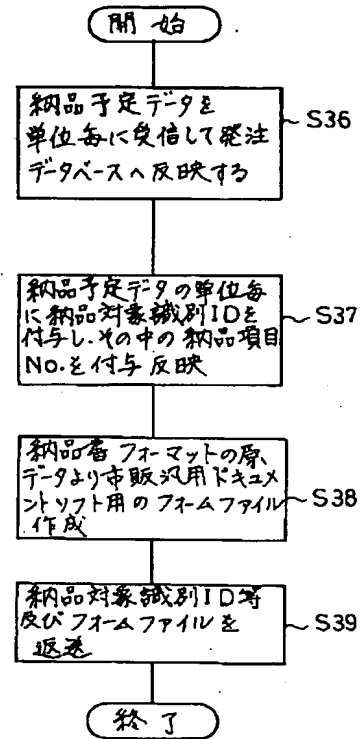 開始
納品予定データを
単位毎に受信して発注
データベースへ反映する
S36
納品予定データの単位毎
に納品対象識別IDを
付与し、その中の納品項目
No.を付与反映
S37
納品書フォーマットの原
データより市販汎用ドキュメ
ントソフト用のフォームファイル
作成
S38
納品対象識別ID等
及びフォームファイルを
返送
S39
終了